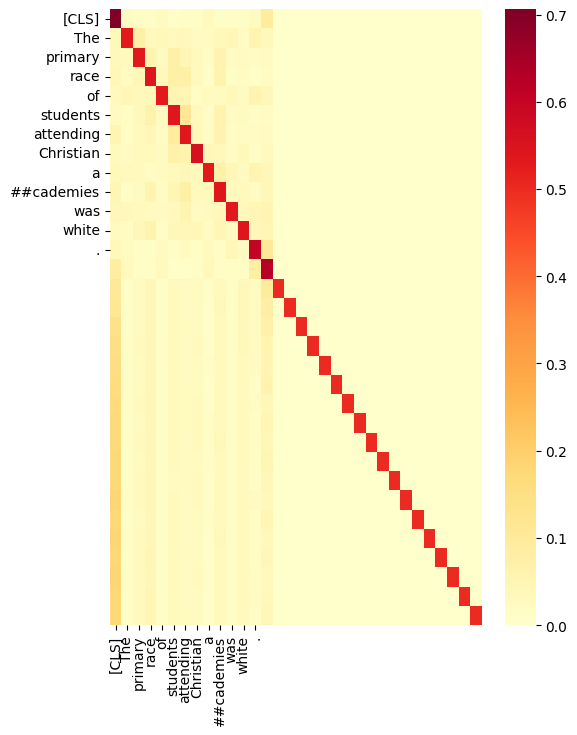 [CLS]
The
primary
race
of
students
attending
Christian
a
##cademies
was
white
.
0.7
0.6
0.5
0.4
0.3
0.2
0.1
0.0
[CLS]
The
primary
race
of
students
attending
Christian
a
##cademies
was
white
.